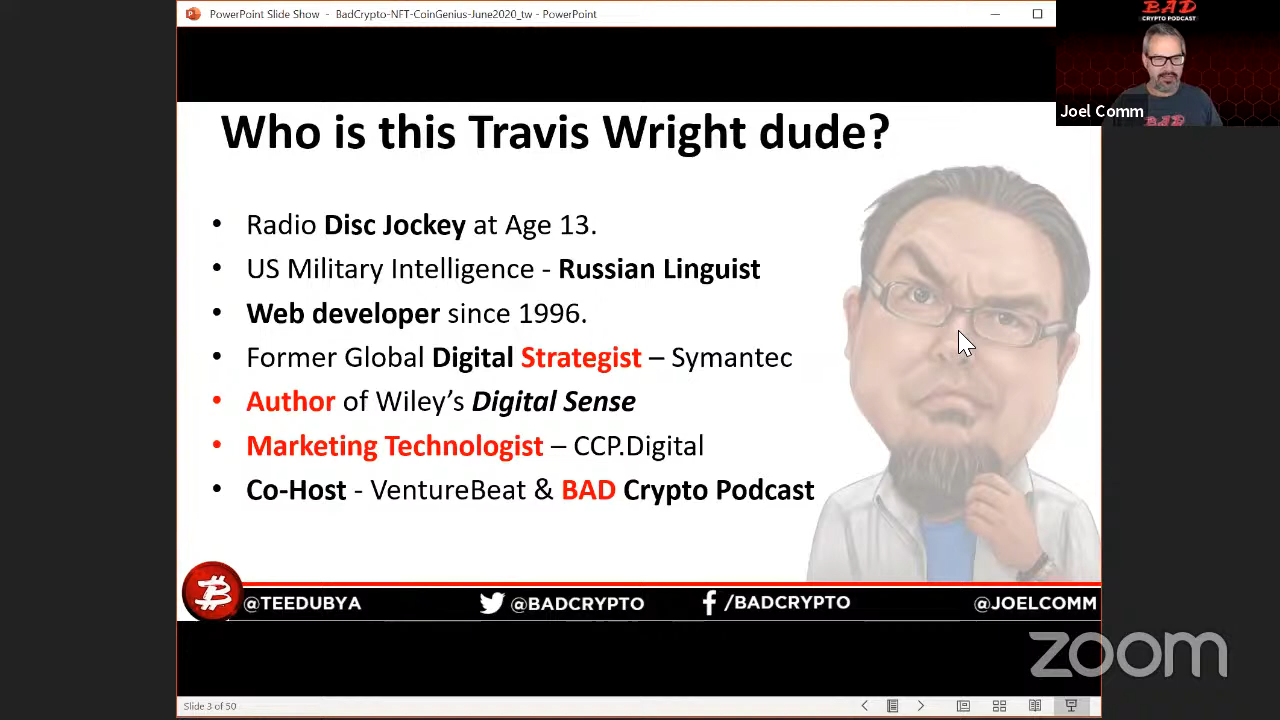 PowerPoint Slide Show - BadCrypto-NFT-CoinGenius-June2020_tw - PowerPoint
BAD
CRYPTO PODCAST
Joel Comm
BAD
Who is this Travis Wright dude?
• Radio Disc Jockey at Age 13.
• US Military Intelligence - Russian Linguist
• Web developer since 1996.
• Former Global Digital Strategist – Symantec
• Author of Wiley’s Digital Sense
• Marketing Technologist – CCP.Digital
• Co-Host - VentureBeat & BAD Crypto Podcast
@TEEDUBYA @BADCRYPTO /BADCRYPTO @JOELCOMM
zoom
Slide 3 of 50